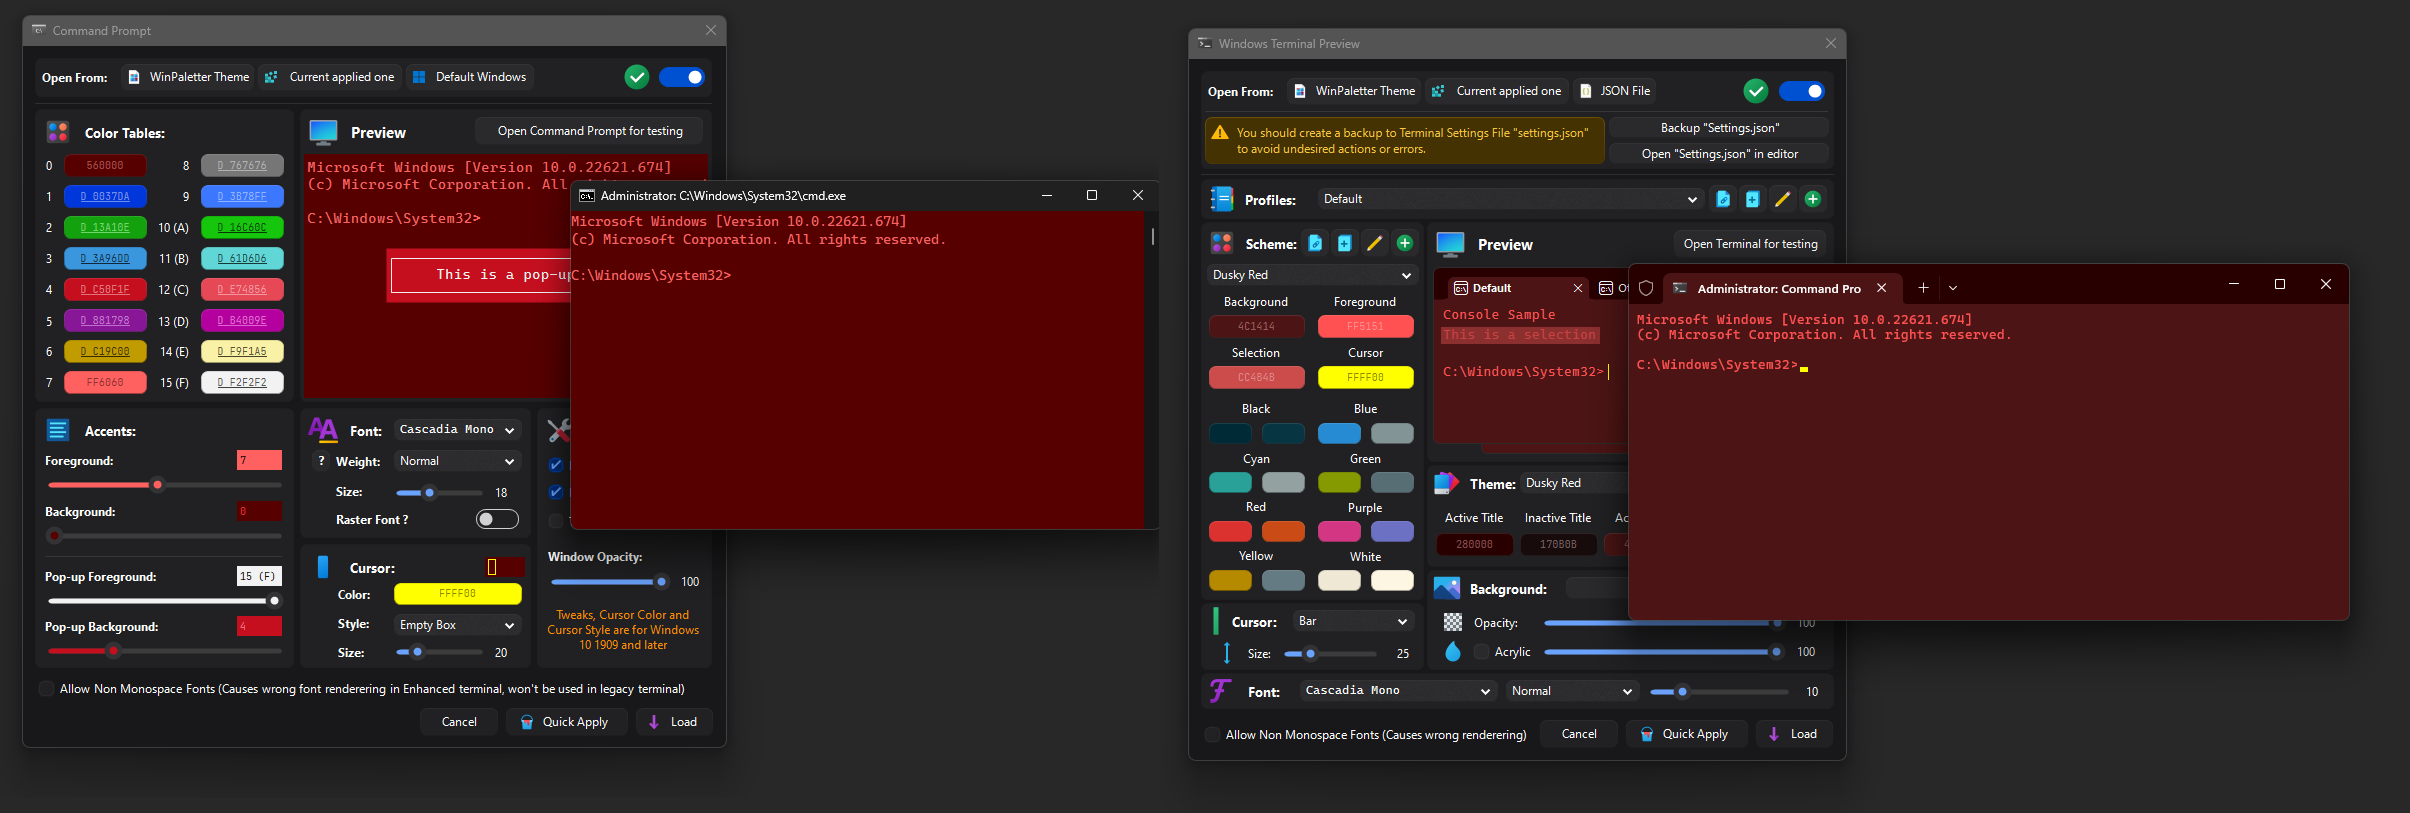 Command Prompt
Open From:
WinPaletter Theme
Current applied one
Default Windows
Color Tables:
0 560000 8 D 767676
1 D 0037DA 9 D 3B78FF
2 D 13A10E 10 (A) D 16C60C
3 D 3A96DD 11 (B) D 61D6D6
4 D C50F1F 12 (C) D E74856
5 D 881798 13 (D) D B4009E
6 D C19C00 14 (E) D F9F1A5
7 FF6060 15 (F) D F2F2F2
Preview
Open Command Prompt for testing
Microsoft Windows [Version 10.0.22621.674]
(c) Microsoft Corporation. All
C:\Windows\System32>
This is a pop-up
Administrator: C:\Windows\System32\cmd.exe
Microsoft Windows [Version 10.0.22621.674]
(c) Microsoft Corporation. All rights reserved.
C:\Windows\System32>
Accents:
Foreground: 7
Background: 0
Pop-up Foreground: 15 (F)
Pop-up Background: 4
Font: Cascadia Mono
? Weight: Normal
Size: 18
Raster Font ?
Cursor:
Color: FFFF00
Style: Empty Box
Size: 20
Window Opacity:
100
Tweaks, Cursor Color and
Cursor Style are for Windows
10 1909 and later
Allow Non Monospace Fonts (Causes wrong font renderering in Enhanced terminal, won't be used in legacy terminal)
Cancel
Quick Apply
Load
Windows Terminal Preview
Open From:
WinPaletter Theme
Current applied one
JSON File
You should create a backup to Terminal Settings File "settings.json"
to avoid undesired actions or errors.
Backup "Settings.json"
Open "Settings.json" in editor
Profiles: Default
Scheme:
Dusky Red
Background Foreground
4C1414 FF5151
Selection Cursor
CC4B4B FFFF00
Black Blue
Cyan Green
Red Purple
Yellow White
Cursor: Bar
Size: 25
Preview
Open Terminal for testing
Default
Console Sample
This is a selection
C:\Windows\System32>
Administrator: Command Pro
Microsoft Windows [Version 10.0.22621.674]
(c) Microsoft Corporation. All rights reserved.
C:\Windows\System32>
Theme: Dusky Red
Active Title Inactive Title
280000 170B0B
Background:
Opacity: 100
Acrylic 100
Font: Cascadia Mono Normal 10
Allow Non Monospace Fonts (Causes wrong renderering)
Cancel
Quick Apply
Load